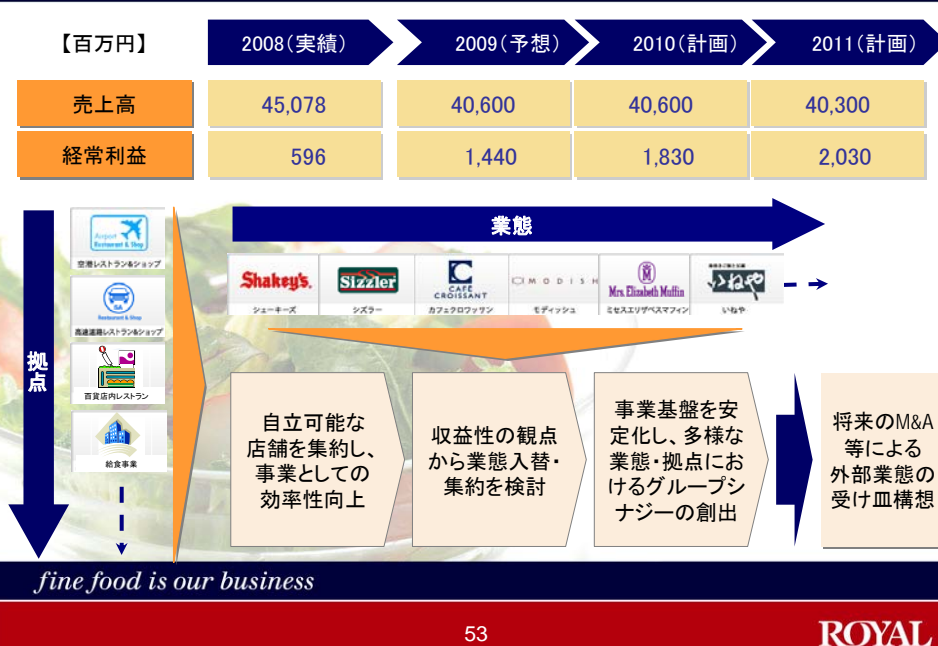 【百万円】
2008(実績)
2009(予想)
2010(計画)
2011(計画)
売上高
45,078
40,600
40,600
40,300
経常利益
596
1,440
1,830
2,030
拠点
Airport
Restaurant & Shop
空港レストラン&ショップ
SA
Restaurant & Shop
高速道路レストラン&ショップ
百貨店内レストラン
給食事業
業態
Shakey's
シェーキーズ
Sizzler
シズラー
C
CAFE
CROISSANT
カフェクロワッサン
MODISH
モディッシュ
M
Mrs. Elizabeth Muffin
ミセスエリザベスマフィン
いねや
いねや
自立可能な
店舗を集約し、
事業としての
効率性向上
収益性の観点
から業態入替・
集約を検討
事業基盤を安
定化し、多様な
業態・拠点にお
けるグループシ
ナジーの創出
将来のM&A
等による
外部業態の
受け皿構想
fine food is our business
53
ROYAL